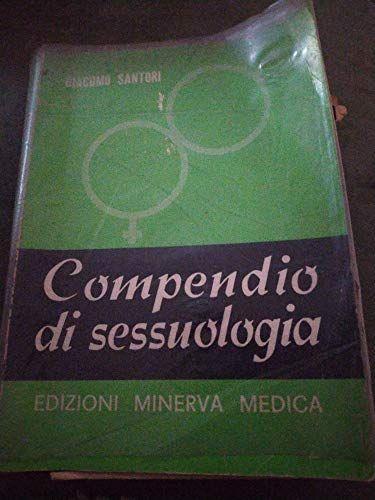 GIACOMO SANTORI
Compendio
di sessuologia
EDIZIONI MINERVA MEDICA